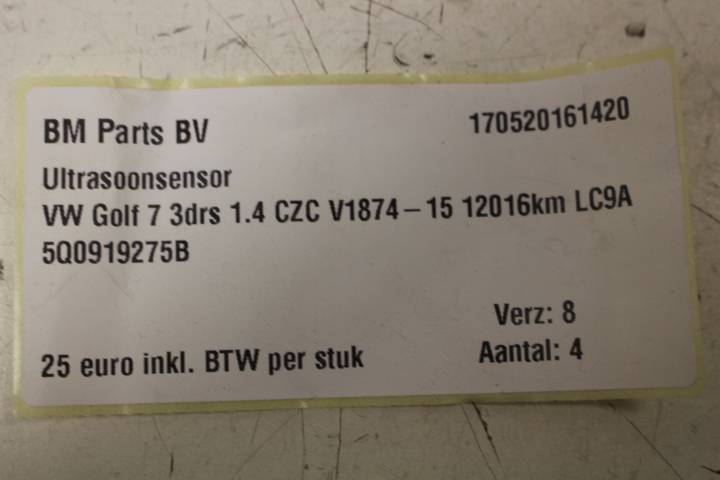 BM Parts BV 170520161420
Ultrasoonsensor
VW Golf 7 3drs 1.4 CZC V1874-15 12016km LC9A
5Q0919275B
Verz: 8
25 euro inkl. BTW per stuk Aantal: 4